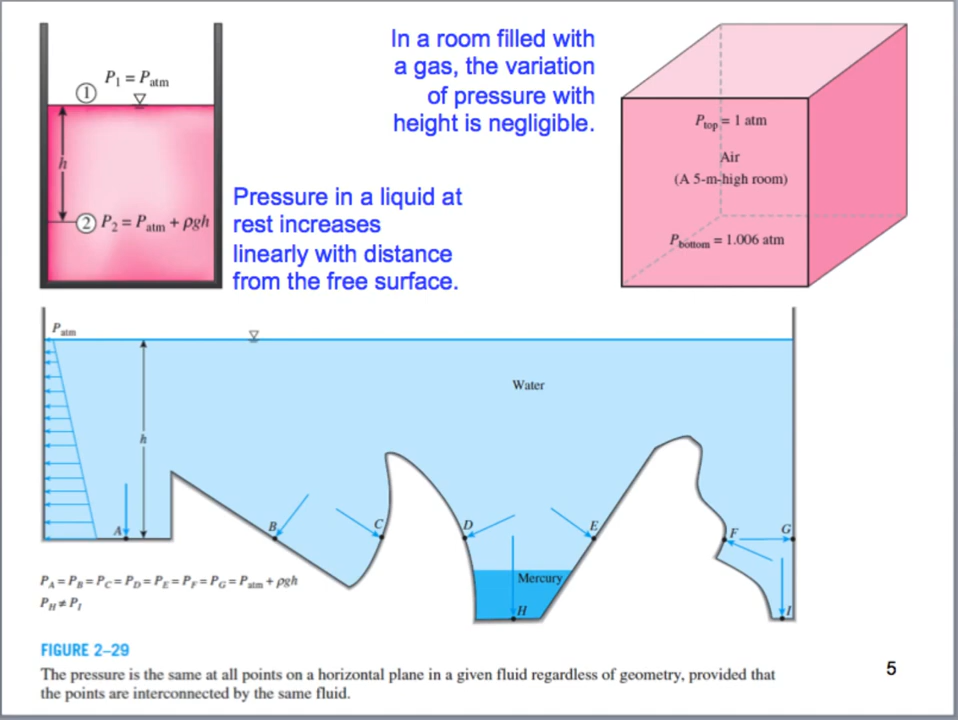 P1 = Patm
①
h
② P2 = Patm + ρgh
In a room filled with
a gas, the variation
of pressure with
height is negligible.
Pressure in a liquid at
rest increases
linearly with distance
from the free surface.
Ptop = 1 atm
Air
(A 5-m-high room)
Pbottom = 1.006 atm
Patm
Water
h
A
B
C
D
E
F
G
Mercury
H
I
PA = PB = PC = PD = PE = PF = PG = Patm + ρgh
PH ≠ PI
FIGURE 2–29
The pressure is the same at all points on a horizontal plane in a given fluid regardless of geometry, provided that
the points are interconnected by the same fluid.
5